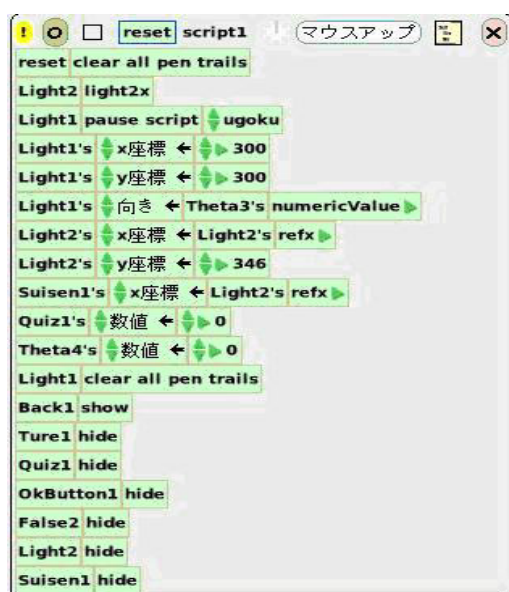 ! reset script1 マウスアップ
reset clear all pen trails
Light2 light2x
Light1 pause script ugoku
Light1's x座標 ← 300
Light1's y座標 ← 300
Light1's 向き ← Theta3's numericValue
Light2's x座標 ← Light2's refx
Light2's y座標 ← 346
Suisen1's x座標 ← Light2's refx
Quiz1's 数値 ← 0
Theta4's 数値 ← 0
Light1 clear all pen trails
Back1 show
Ture1 hide
Quiz1 hide
OkButton1 hide
False2 hide
Light2 hide
Suisen1 hide